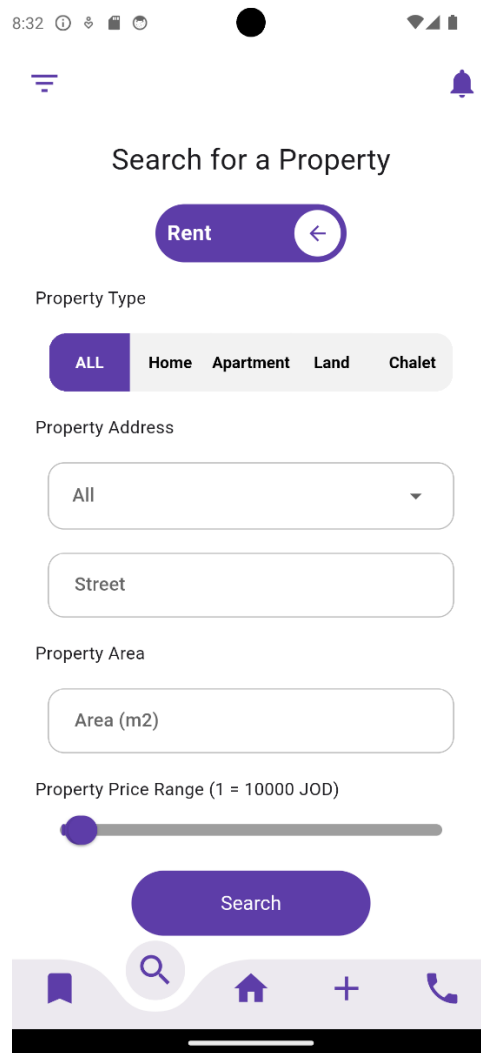 8:32
Search for a Property
Rent
Property Type
ALL Home Apartment Land Chalet
Property Address
All
Street
Property Area
Area (m2)
Property Price Range (1 = 10000 JOD)
Search